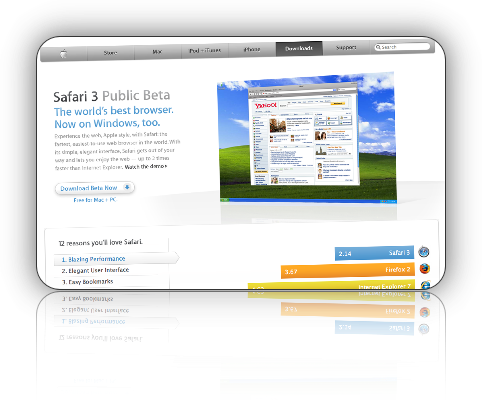 Store
Mac
iPod + iTunes
iPhone
Downloads
Support
Search
Safari 3 Public Beta
The world's best browser.
Now on Windows, too.
Experience the web, Apple style, with Safari: the
fastest, easiest to use web browser in the world. With
its simple, elegant interface, Safari gets out of your
way and lets you enjoy the web — up to 2 times
faster than Internet Explorer. Watch the demo
Download Beta Now
Free for Mac + PC
YAHOO!
12 reasons you'll love Safari.
1. Blazing Performance
2. Elegant User Interface
3. Easy Bookmarks
2.14 Safari 3
3.67 Firefox 2
Internet Explorer 7